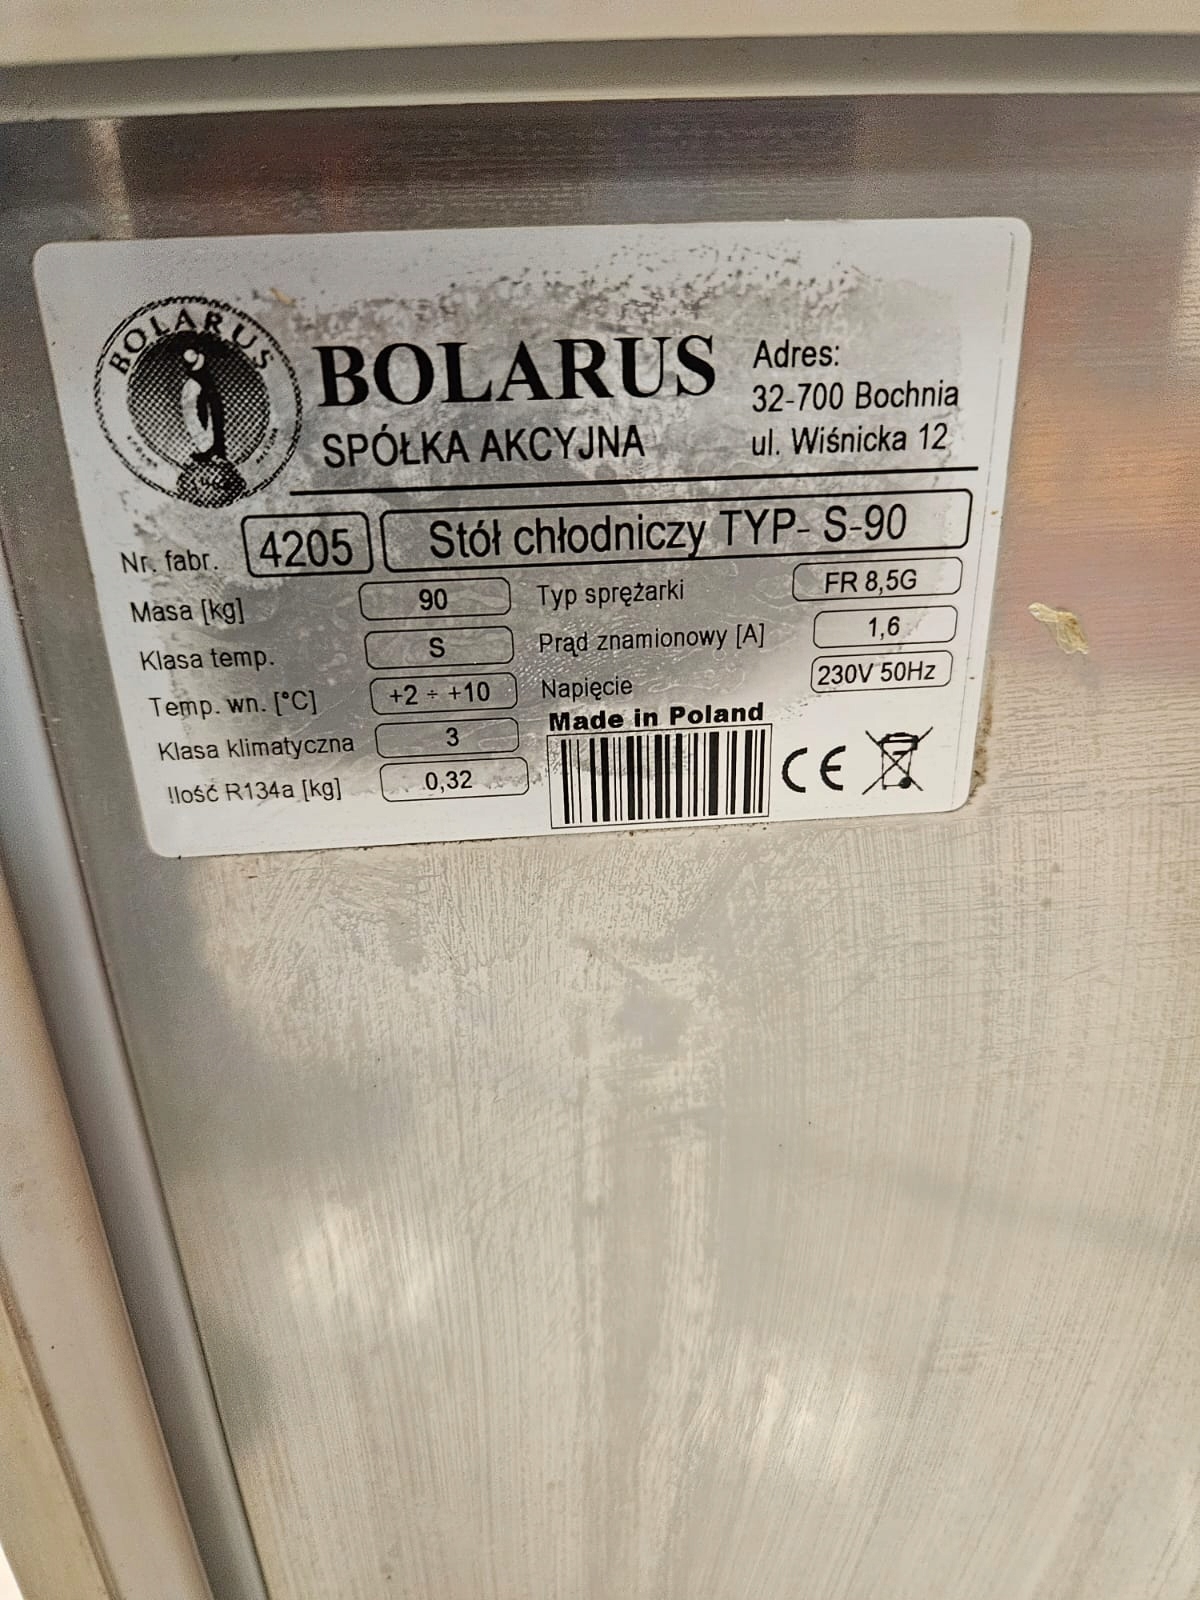 BOLARUS
BOLARUS
SPÓŁKA AKCYJNA
Adres:
32-700 Bochnia
ul. Wiśnicka 12
Nr. fabr. 4205 Stół chłodniczy TYP- S-90
Masa [kg] 90
Klasa temp. S
Temp. wn. [°C] +2 ÷ +10
Klasa klimatyczna 3
Ilość R134a [kg] 0,32
Typ sprężarki FR 8,5G
Prąd znamionowy [A] 1,6
Napięcie 230V 50Hz
Made in Poland
CE